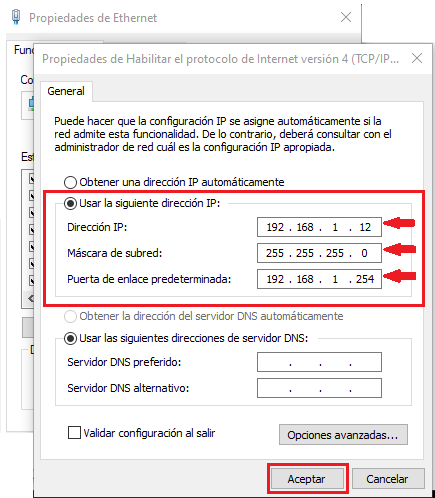 Propiedades de Ethernet
Propiedades de Habilitar el protocolo de Internet versión 4 (TCP/IP...
General
Puede hacer que la configuración IP se asigne automáticamente si la
red admite esta funcionalidad. De lo contrario, deberá consultar con el
administrador de red cuál es la configuración IP apropiada.
Obtener una dirección IP automáticamente
Usar la siguiente dirección IP:
Dirección IP: 192 . 168 . 1 . 12
Máscara de subred: 255 . 255 . 255 . 0
Puerta de enlace predeterminada: 192 . 168 . 1 . 254
Obtener la dirección del servidor DNS automáticamente
Usar las siguientes direcciones de servidor DNS:
Servidor DNS preferido: . . .
Servidor DNS alternativo: . . .
Validar configuración al salir
Opciones avanzadas...
Aceptar Cancelar